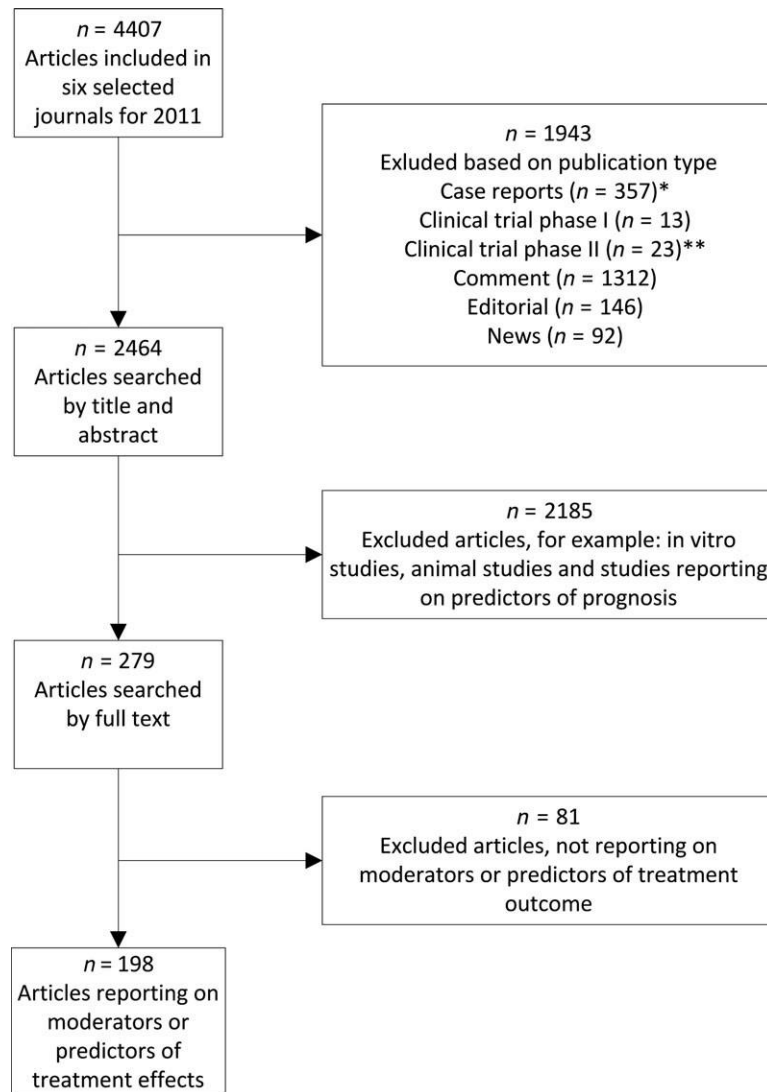 n = 4407
Articles included in
six selected
journals for 2011
n = 1943
Exluded based on publication type
Case reports (n = 357)*
Clinical trial phase I (n = 13)
Clinical trial phase II (n = 23)**
Comment (n = 1312)
Editorial (n = 146)
News (n = 92)
n = 2464
Articles searched
by title and
abstract
n = 2185
Excluded articles, for example: in vitro
studies, animal studies and studies reporting
on predictors of prognosis
n = 279
Articles searched
by full text
n = 81
Excluded articles, not reporting on
moderators or predictors of treatment
outcome
n = 198
Articles reporting on
moderators or
predictors of
treatment effects